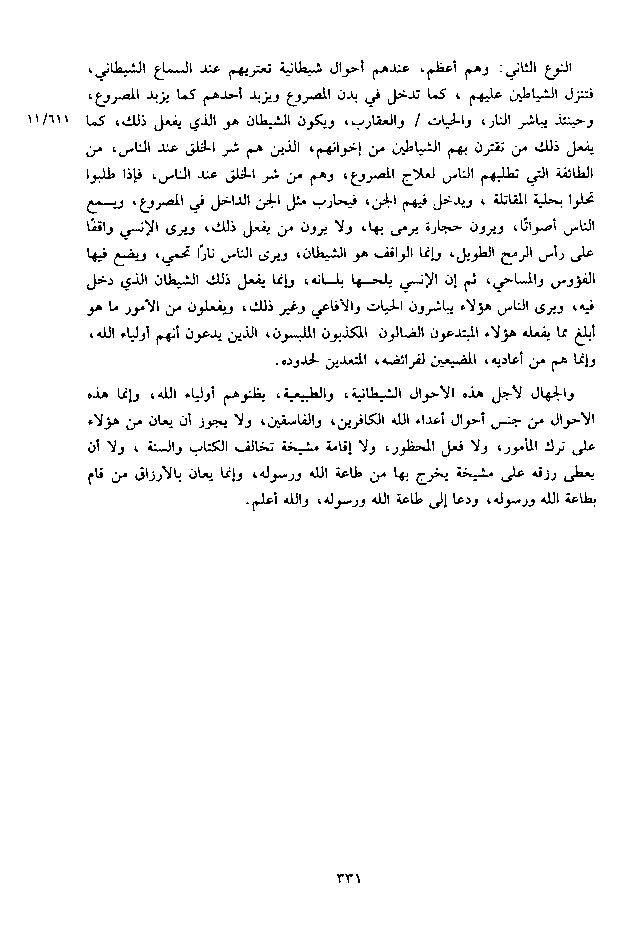 النوع الثاني: وهم أعظم، عندهم أحوال شيطانية تعتريهم عند السماع الشيطاني،
فتنزل الشياطين عليهم ، كما تدخل في بدن المصروع ويزبد أحدهم كما يزبد المصروع،
١١/٦١١ وحينئذ يباشر النار، والحيات / والعقارب، ويكون الشيطان هو الذي يفعل ذلك، كما
يفعل ذلك من تقترن بهم الشياطين من إخوانهم، الذين هم شر الخلق عند الناس، من
الطائفة التي تطلبهم الناس لعلاج المصروع، وهم من شر الخلق عند الناس، فإذا طلبوا
تحلوا بحلية المقاتلة ، ويدخل فيهم الجن، فيحارب مثل الجن الداخل في المصروع، ويسمع
الناس أصواتًا، ويرون حجارة يرمى بها، ولا يرون من يفعل ذلك، ويرى الإنسي واقفًا
على رأس الرمح الطويل، وإنما الواقف هو الشيطان، ويرى الناس نارًا تحمي، ويضع فيها
الفؤوس والمساحي، ثم إن الإنسي يلحسها بلسانه، وإنما يفعل ذلك الشيطان الذي دخل
فيه، ويرى الناس هؤلاء يباشرون الحيات والأفاعي وغير ذلك، ويفعلون من الأمور ما هو
أبلغ مما يفعله هؤلاء المبتدعون الضالون المكذبون الملبسون، الذين يدعون أنهم أولياء الله،
وإنما هم من أعاديه، المضيعين لفرائضه، المتعدين لحدوده.
والجهال لأجل هذه الأحوال الشيطانية، والطبيعية، يظنوهم أولياء الله، وإنما هذه
الأحوال من جنس أحوال أعداء الله الكافرين، والفاسقين، ولا يجوز أن يعان من هؤلاء
على ترك المأمور، ولا فعل المحظور، ولا إقامة مشيخة تخالف الكتاب والسنة ، ولا أن
يعطى رزقه على مشيخة يخرج بها من طاعة الله ورسوله، وإنما يعان بالأرزاق من قام
بطاعة الله ورسوله، ودعا إلى طاعة الله ورسوله، والله أعلم.
٣٣١